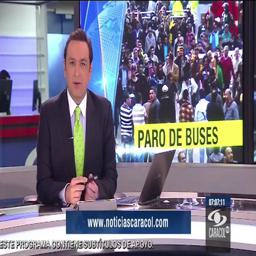 PARO DE BUSES
07:07:11
www.noticiascaracol.com
CARACOL
ESTE PROGRAMA CONTIENE SUBTÍTULOS DE APOYO